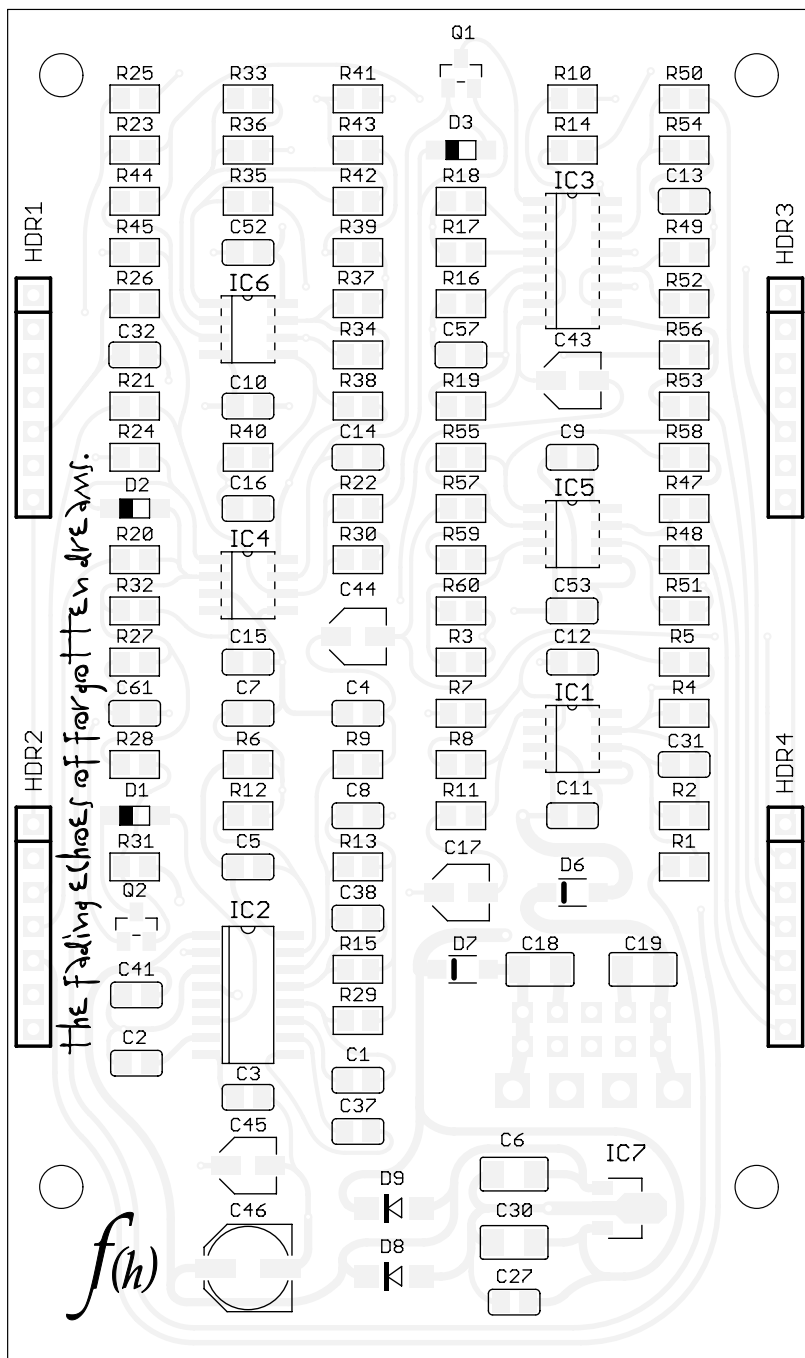 Q1
R25 R33 R41 R10 R50
R23 R36 R43 D3 R14 R54
R44 R35 R42 R18 IC3 C13
R45 C52 R39 R17 R49
HDR1 HDR3
R26 IC6 R37 R16 R52
C32 R34 C57 C43 R56
R21 C10 R38 R19 R53
R24 R40 C14 R55 C9 R58
D2 C16 R22 R57 IC5 R47
R20 IC4 R30 R59 R48
R32 C44 R60 C53 R51
R27 C15 R3 C12 R5
C61 C7 C4 R7 IC1 R4
HDR2 HDR4
R28 R6 R9 R8 C31
D1 R12 C8 R11 C11 R2
R31 C5 R13 C17 D6 R1
Q2 IC2 C38
C41 R15 D7 C18 C19
R29
C2 C3 C1
C45 C37 C6 IC7
C46 D9 C30
D8 C27
the fading echoes of forgotten dreams.
f(h)